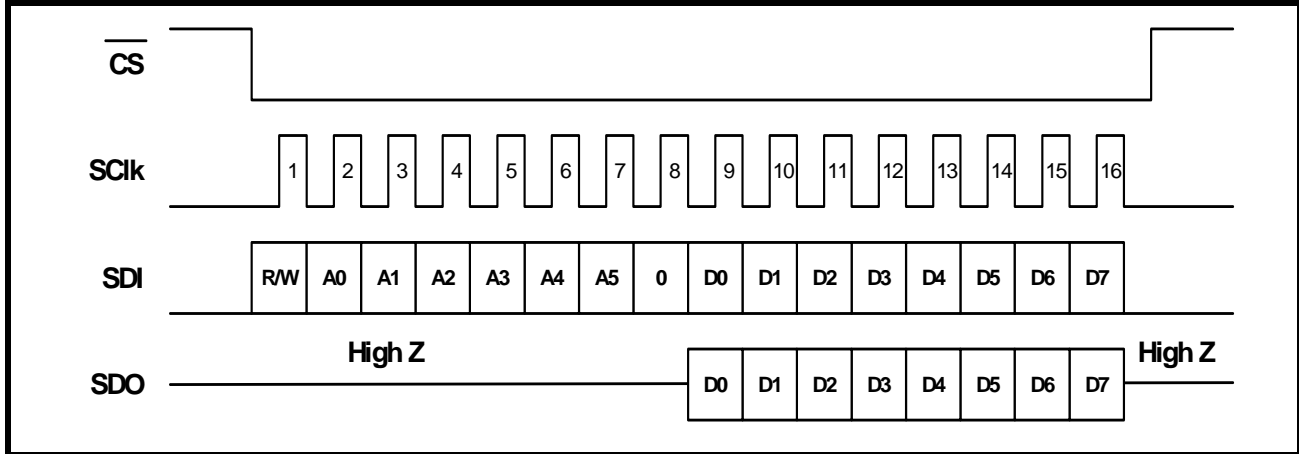 CS
SClk 1 2 3 4 5 6 7 8 9 10 11 12 13 14 15 16
SDI R/W A0 A1 A2 A3 A4 A5 0 D0 D1 D2 D3 D4 D5 D6 D7
High Z High Z
SDO D0 D1 D2 D3 D4 D5 D6 D7